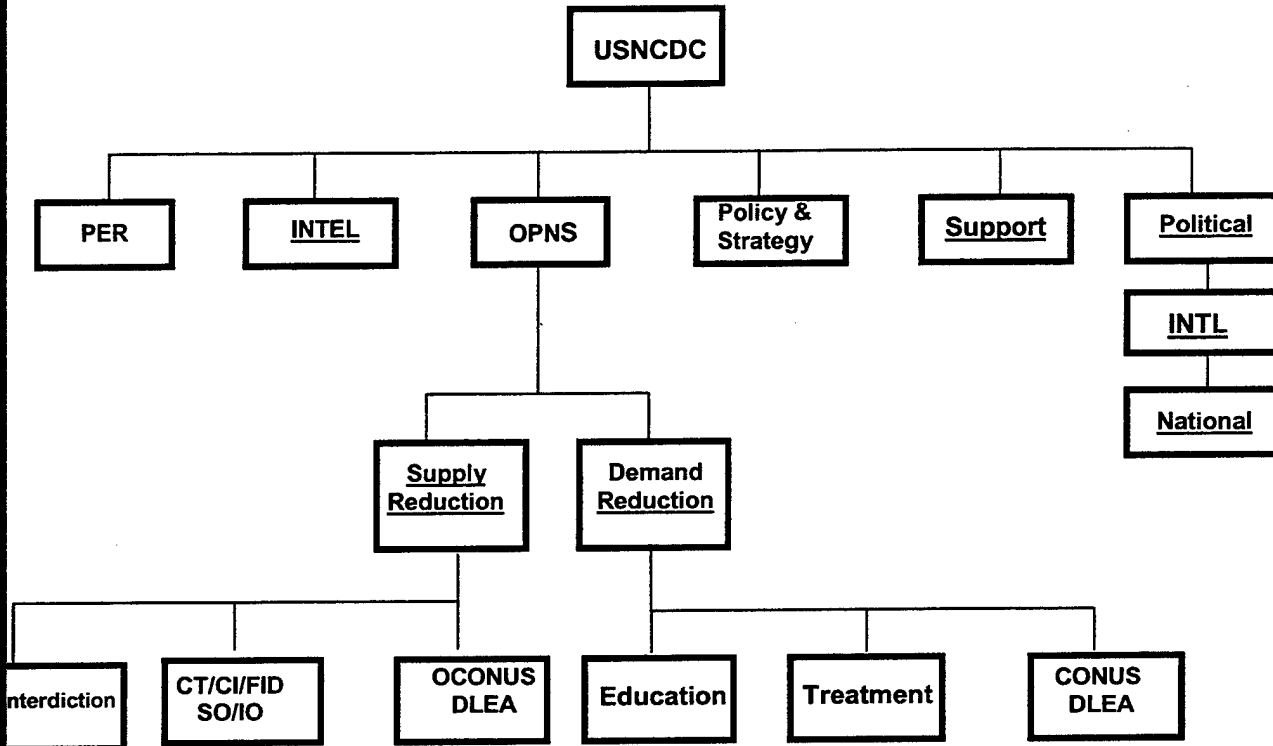 USNCDC
PER
INTEL
OPNS
Policy &
Strategy
Support
Political
INTL
National
Supply
Reduction
Demand
Reduction
nterdiction
CT/CI/FID
SO/IO
OCONUS
DLEA
Education
Treatment
CONUS
DLEA